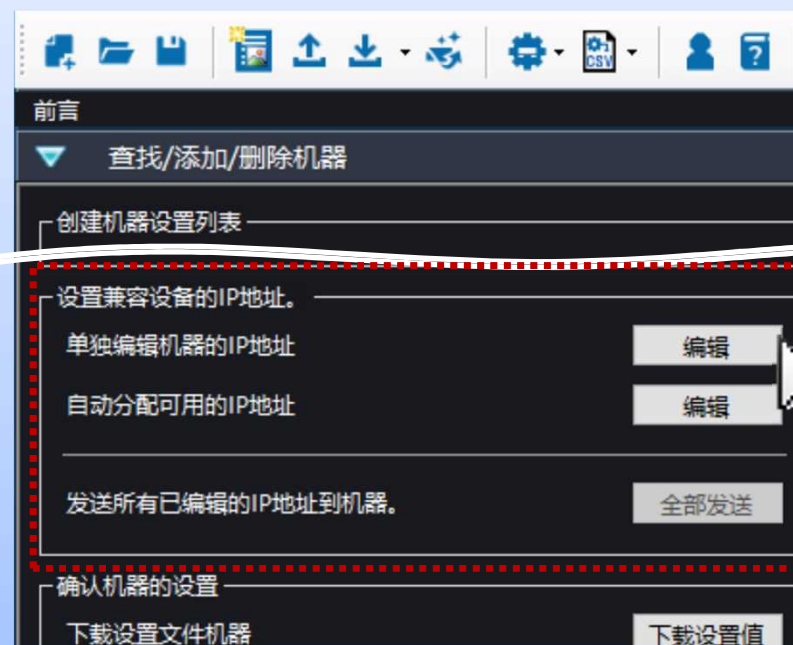 CSV
?
前言
查找/添加/删除机器
创建机器设置列表
设置兼容设备的IP地址。
单独编辑机器的IP地址 编辑
自动分配可用的IP地址 编辑
发送所有已编辑的IP地址到机器。 全部发送
确认机器的设置
下载设置文件机器 下载设置值